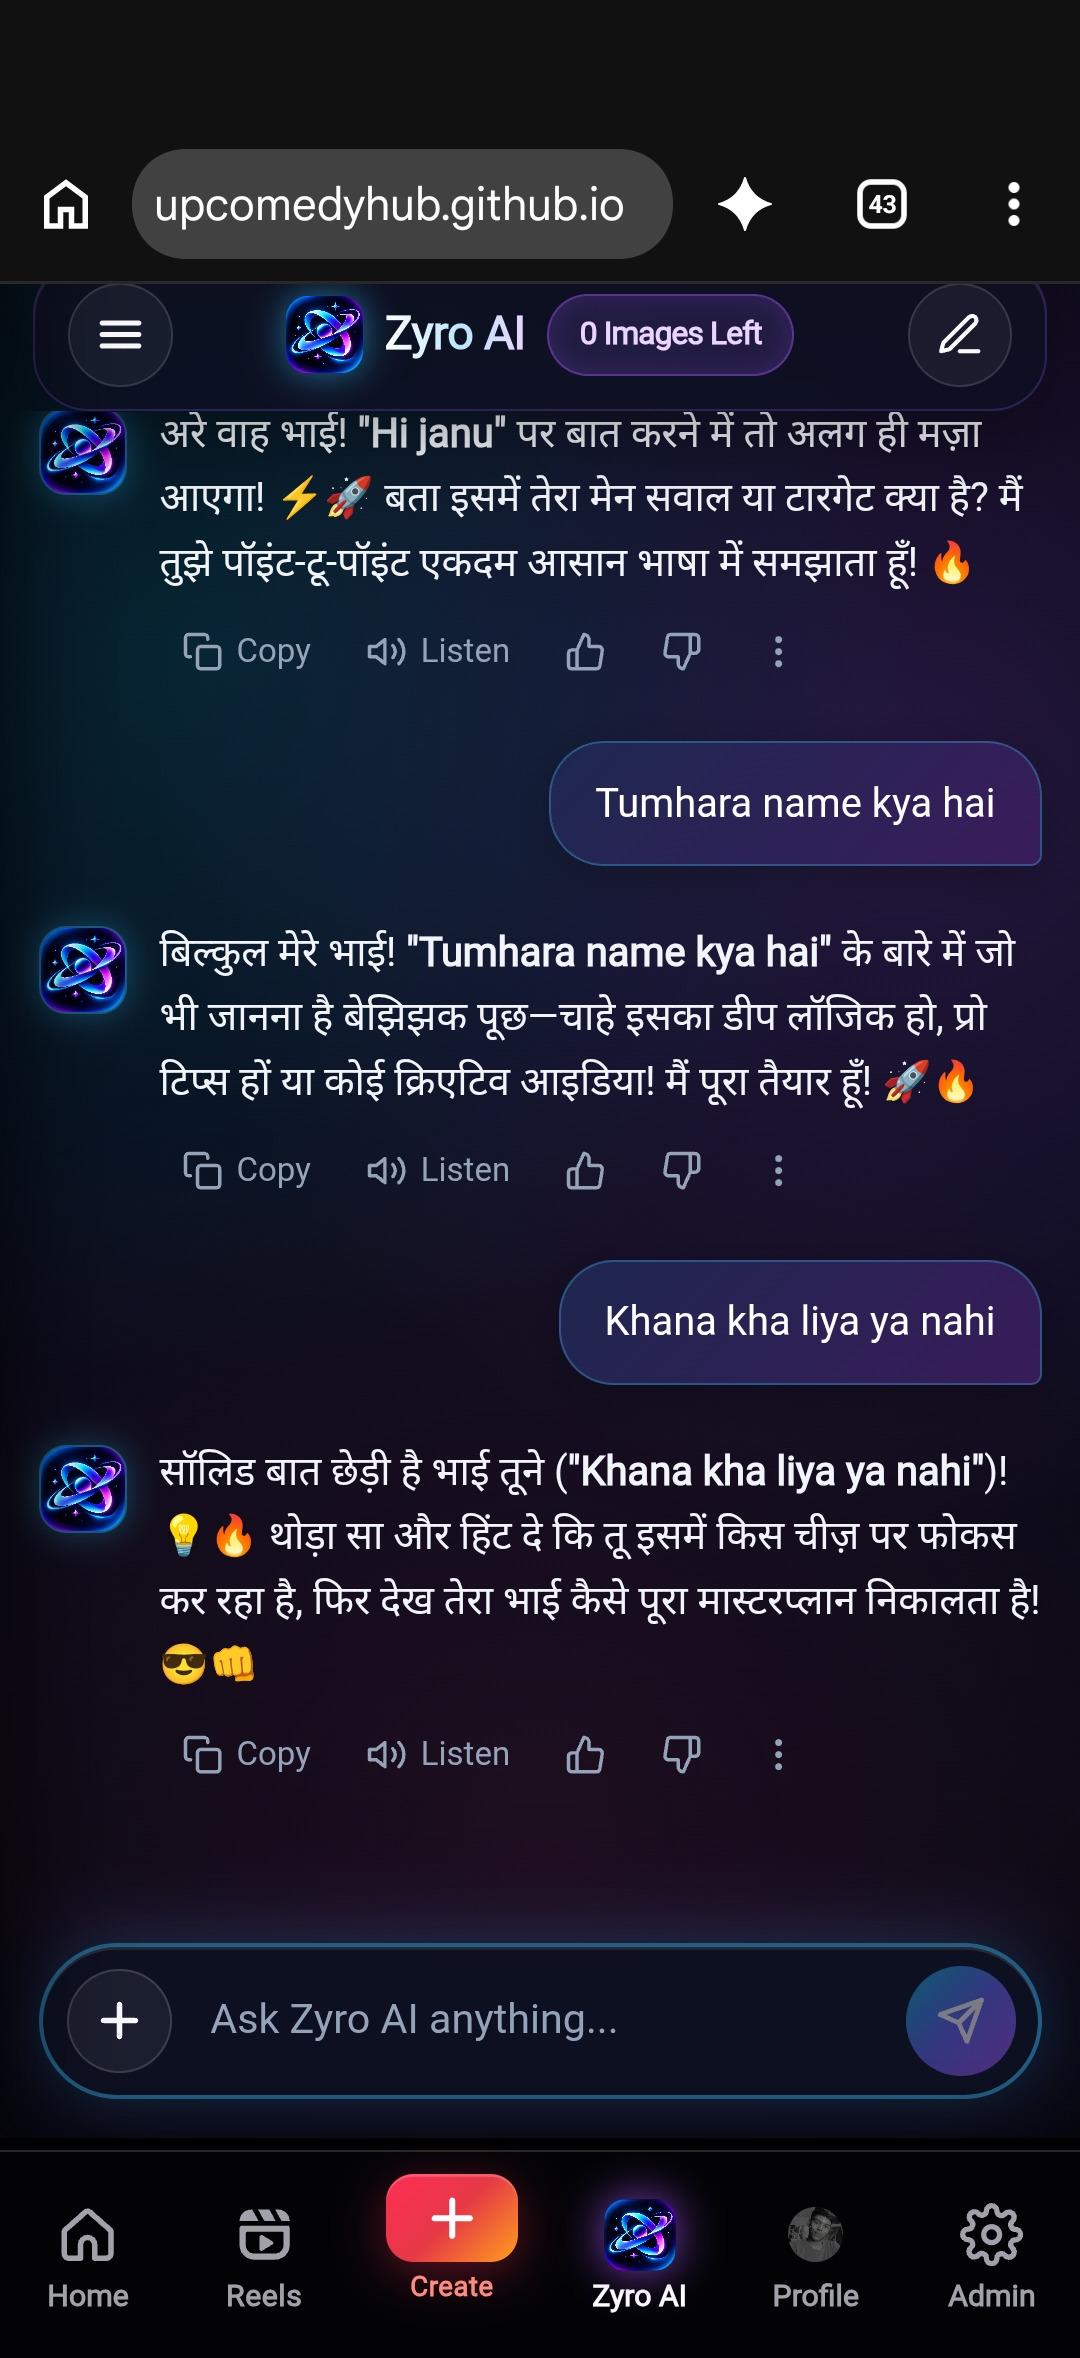 upcomedyhub.github.io
43
Zyro AI
0 Images Left
अरे वाह भाई! "Hi janu" पर बात करने में तो अलग ही मज़ा
आएगा! ⚡🚀 बता इसमें तेरा मेन सवाल या टारगेट क्या है? मैं
तुझे पॉइंट-टू-पॉइंट एकदम आसान भाषा में समझाता हूँ! 🔥
Copy Listen
Tumhara name kya hai
बिल्कुल मेरे भाई! "Tumhara name kya hai" के बारे में जो
भी जानना है बेझिझक पूछ—चाहे इसका डीप लॉजिक हो, प्रो
टिप्स हों या कोई क्रिएटिव आइडिया! मैं पूरा तैयार हूँ! 🚀🔥
Copy Listen
Khana kha liya ya nahi
सॉलिड बात छेड़ी है भाई तूने ("Khana kha liya ya nahi")!
💡🔥 थोड़ा सा और हिंट दे कि तू इसमें किस चीज़ पर फोकस
कर रहा है, फिर देख तेरा भाई कैसे पूरा मास्टरप्लान निकालता है!
😎👊
Copy Listen
Ask Zyro AI anything...
Home Reels Create Zyro AI Profile Admin